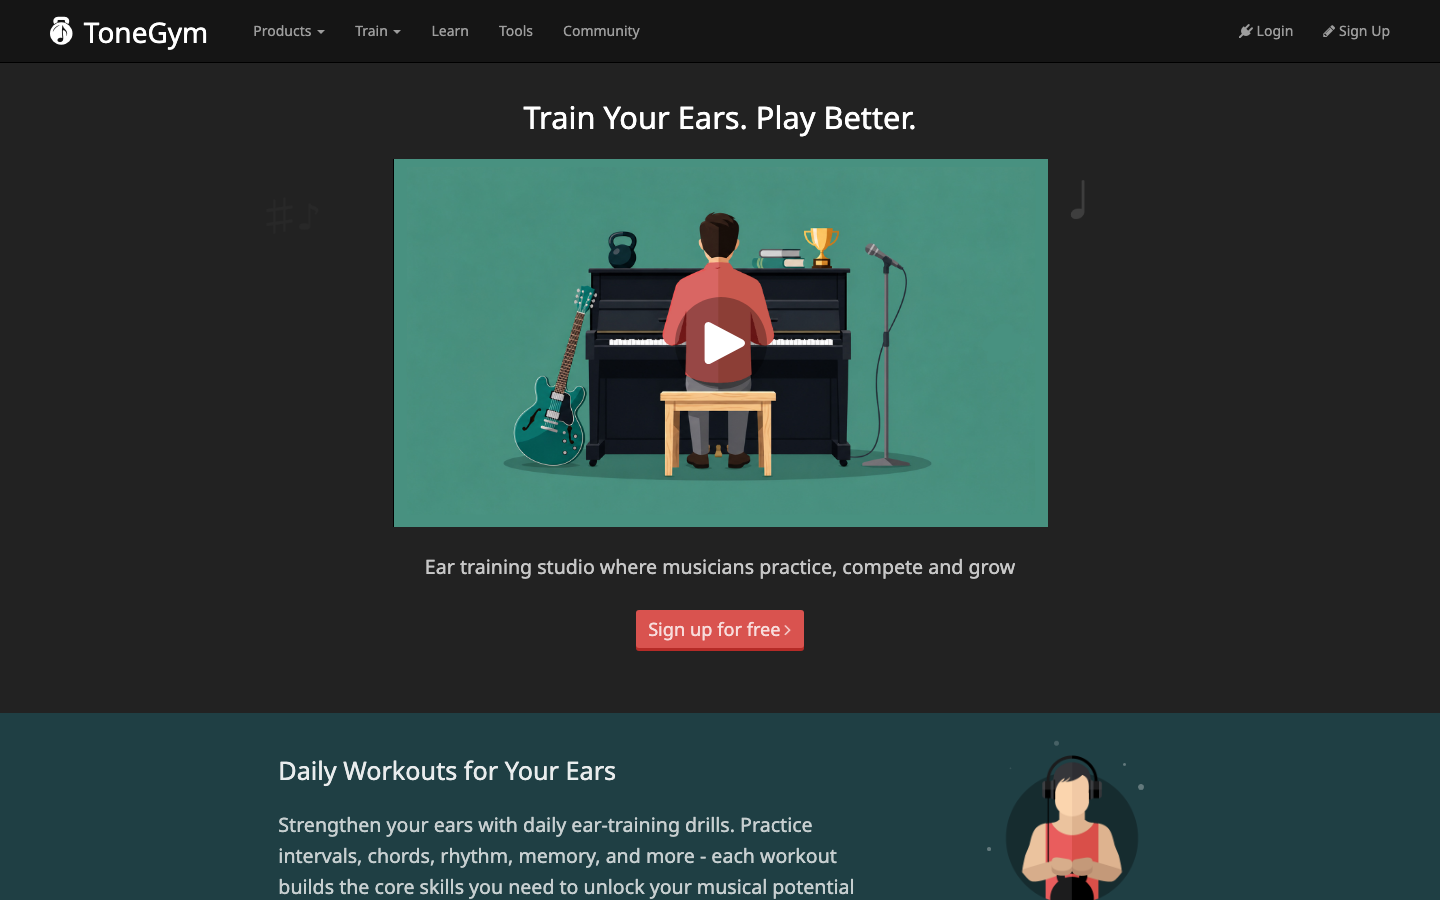 ToneGym
Products
Train
Learn
Tools
Community
Login
Sign Up
Train Your Ears. Play Better.
Ear training studio where musicians practice, compete and grow
Sign up for free
Daily Workouts for Your Ears
Strengthen your ears with daily ear-training drills. Practice
intervals, chords, rhythm, memory, and more - each workout
builds the core skills you need to unlock your musical potential